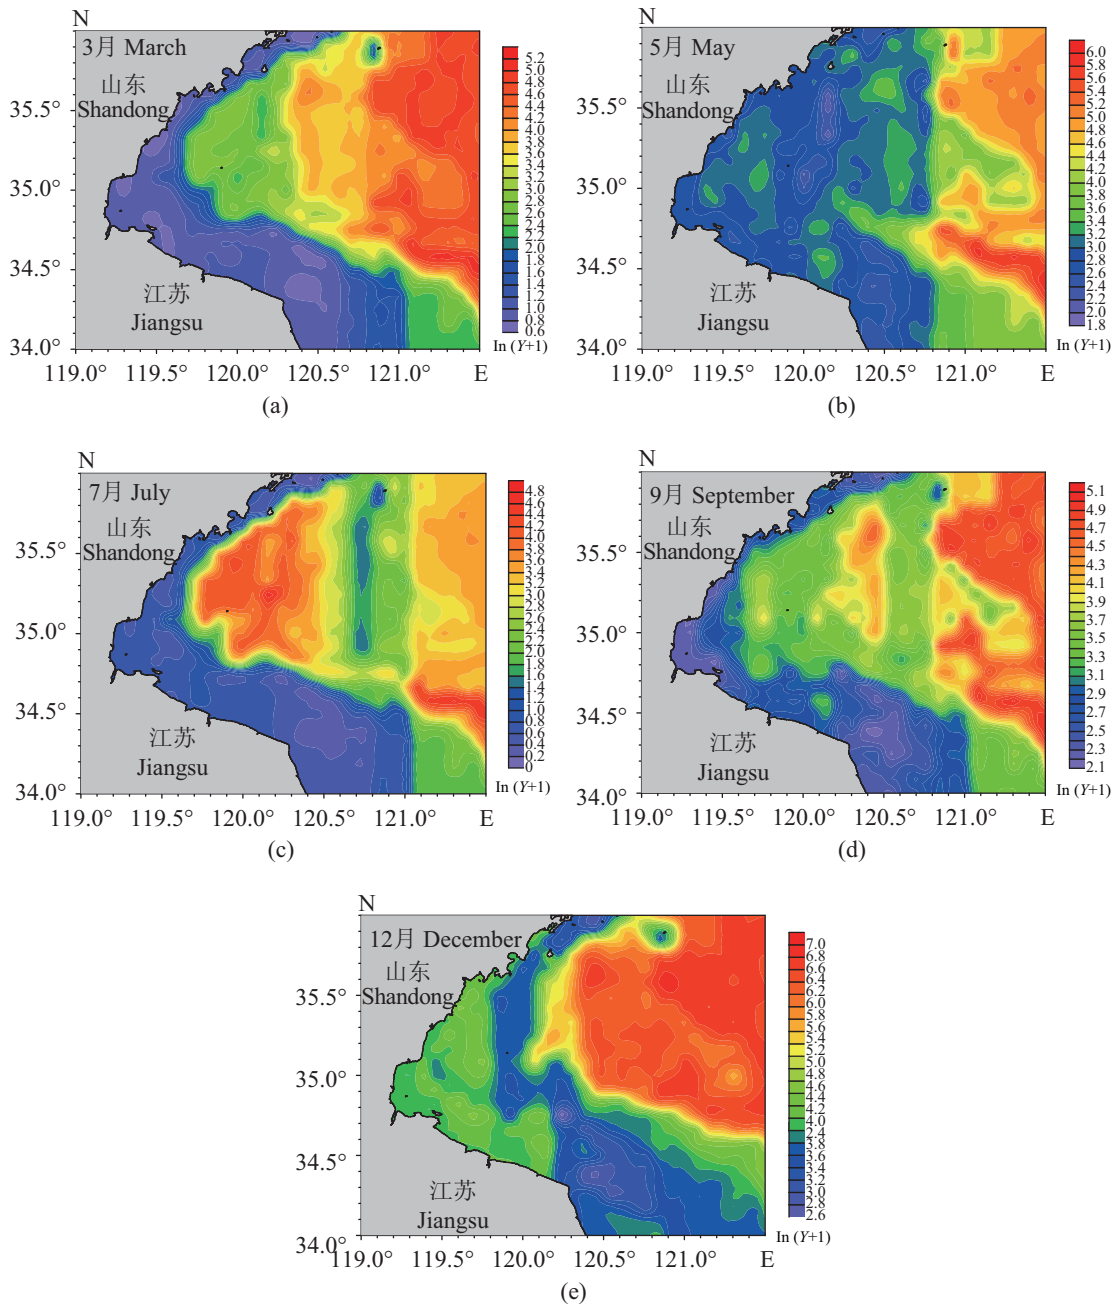 N
3月 March
山东
Shandong
江苏
Jiangsu
35.5°
35.0°
34.5°
34.0°
119.0° 119.5° 120.0° 120.5° 121.0° E
5.2
5.0
4.8
4.6
4.4
4.2
4.0
3.8
3.6
3.4
3.2
3.0
2.8
2.6
2.4
2.2
2.0
1.8
1.6
1.4
1.2
1.0
0.8
0.6
In (Y+1)
(a)
N
5月 May
山东
Shandong
江苏
Jiangsu
35.5°
35.0°
34.5°
34.0°
119.0° 119.5° 120.0° 120.5° 121.0° E
6.0
5.8
5.6
5.4
5.2
5.0
4.8
4.6
4.4
4.2
4.0
3.8
3.6
3.4
3.2
3.0
2.8
2.6
2.4
2.2
2.0
1.8
In (Y+1)
(b)
N
7月 July
山东
Shandong
江苏
Jiangsu
35.5°
35.0°
34.5°
34.0°
119.0° 119.5° 120.0° 120.5° 121.0° E
4.8
4.6
4.4
4.2
4.0
3.8
3.6
3.4
3.2
3.0
2.8
2.6
2.4
2.2
2.0
1.8
1.6
1.4
1.2
1.0
0.8
0.6
0.4
0.2
0
In (Y+1)
(c)
N
9月 September
山东
Shandong
江苏
Jiangsu
35.5°
35.0°
34.5°
34.0°
119.0° 119.5° 120.0° 120.5° 121.0° E
5.1
4.9
4.7
4.5
4.3
4.1
3.9
3.7
3.5
3.3
3.1
2.9
2.7
2.5
2.3
2.1
In (Y+1)
(d)
N
12月 December
山东
Shandong
江苏
Jiangsu
35.5°
35.0°
34.5°
34.0°
119.0° 119.5° 120.0° 120.5° 121.0° E
7.0
6.8
6.6
6.4
6.2
6.0
5.8
5.6
5.4
5.2
5.0
4.8
4.6
4.4
4.2
4.0
2.4
3.8
3.6
3.4
3.2
3.0
2.8
2.6
In (Y+1)
(e)